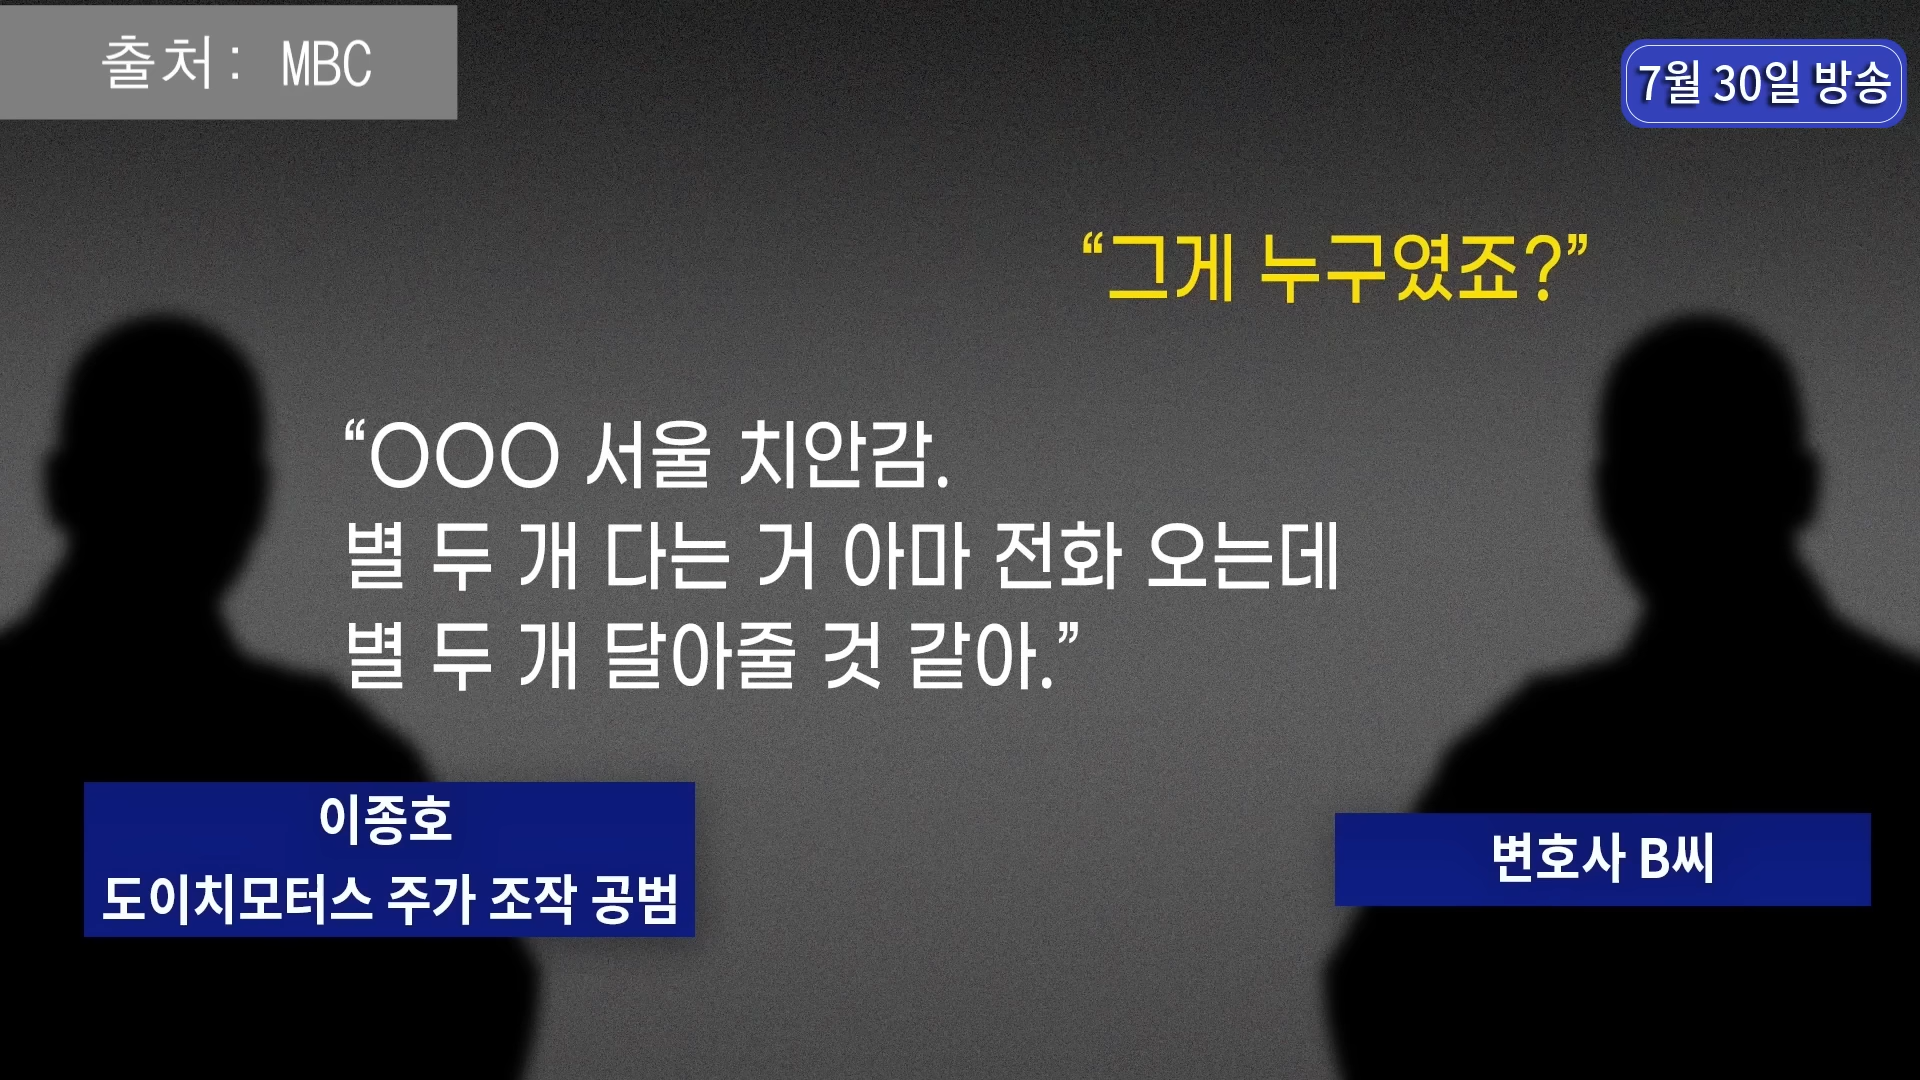 출처: MBC
7월 30일 방송
“그게 누구였죠?”
“○○○ 서울 치안감.
별 두 개 다는 거 아마 전화 오는데
별 두 개 달아줄 것 같아.”
이종호
도이치모터스 주가 조작 공범
변호사 B씨